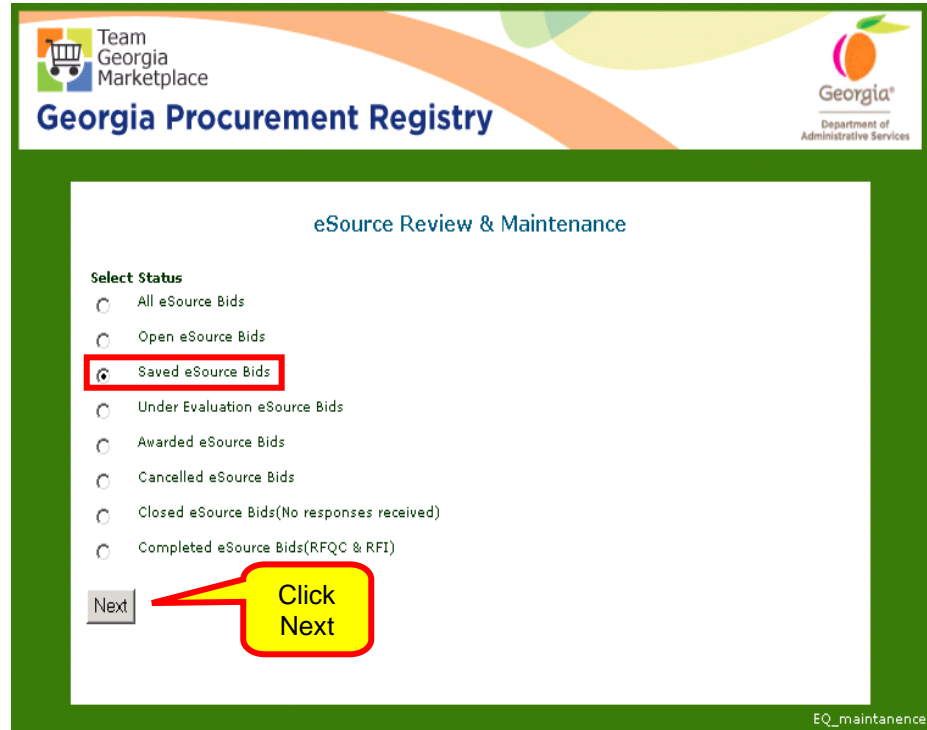 Team
Georgia
Marketplace
Georgia Procurement Registry
Georgia®
Department of
Administrative Services
eSource Review & Maintenance
Select Status
All eSource Bids
Open eSource Bids
Saved eSource Bids
Under Evaluation eSource Bids
Awarded eSource Bids
Cancelled eSource Bids
Closed eSource Bids(No responses received)
Completed eSource Bids(RFQC & RFI)
Next
Click
Next
EQ_maintanence